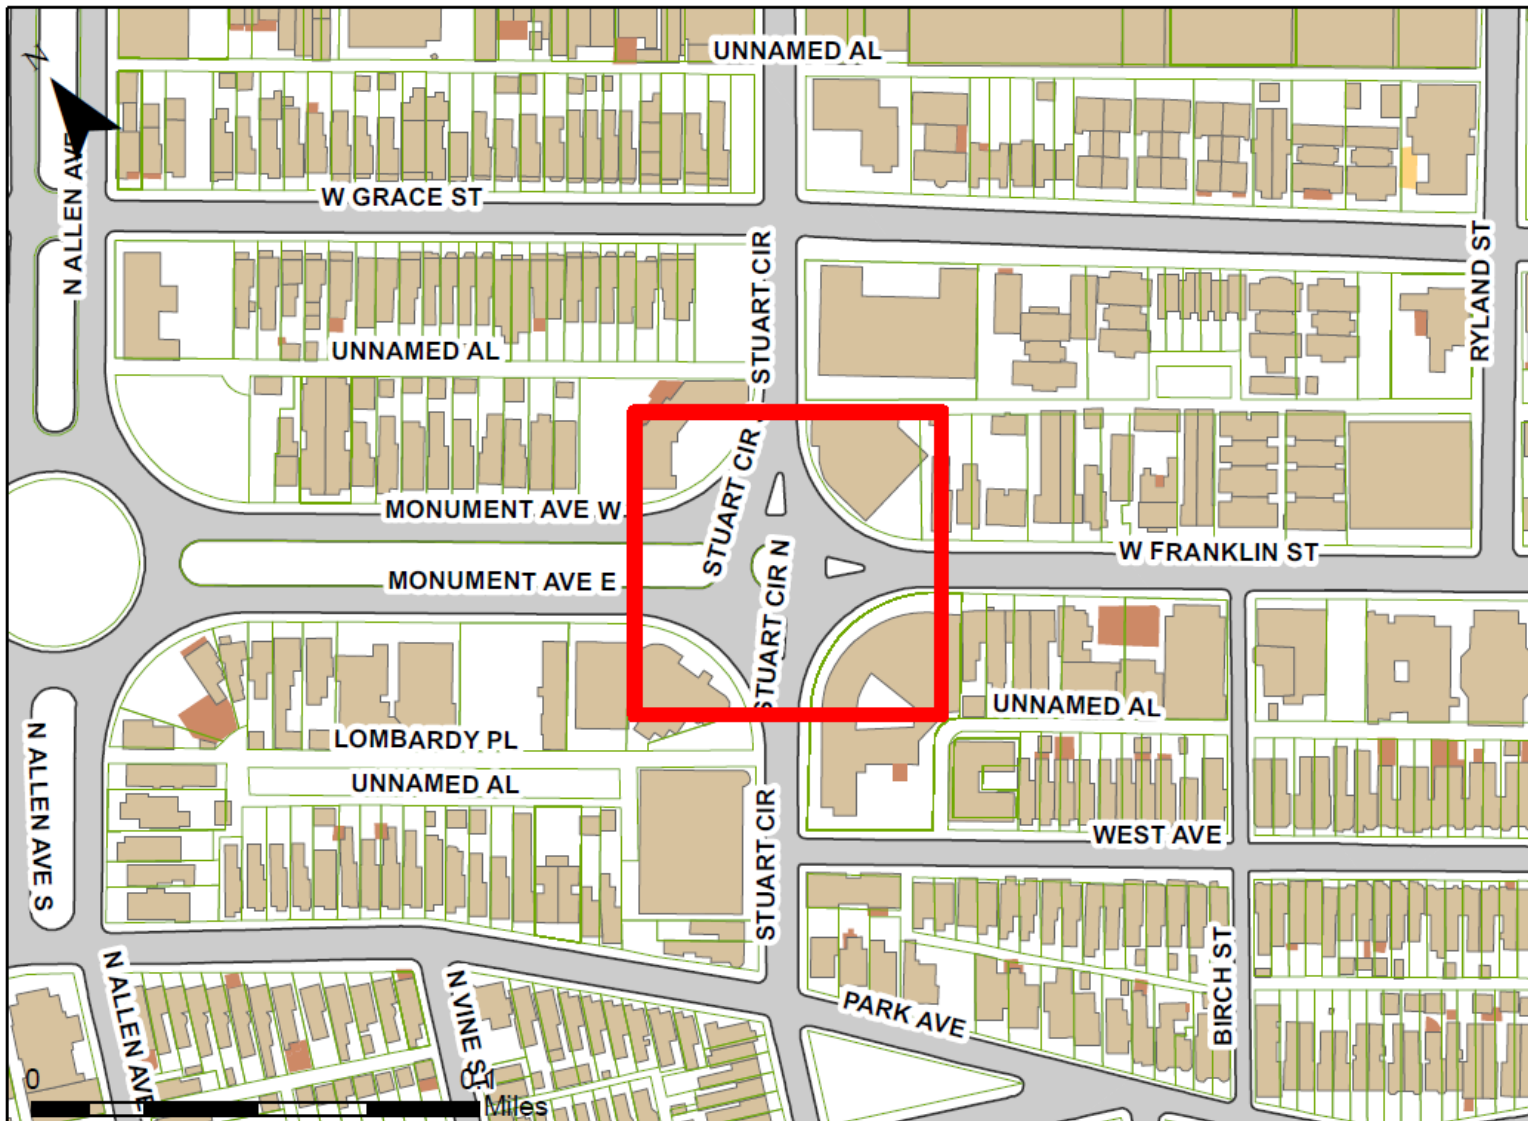 UNNAMED AL
N
N ALLEN AVE
W GRACE ST
STUART CIR
RYLAND ST
UNNAMED AL
STUART CIR
MONUMENT AVE W
STUART CIR N
W FRANKLIN ST
MONUMENT AVE E
UNNAMED AL
LOMBARDY PL
UNNAMED AL
N ALLEN AVE S
STUART CIR
WEST AVE
N ALLEN AVE
N VINE ST
PARK AVE
BIRCH ST
0
0.1
Miles